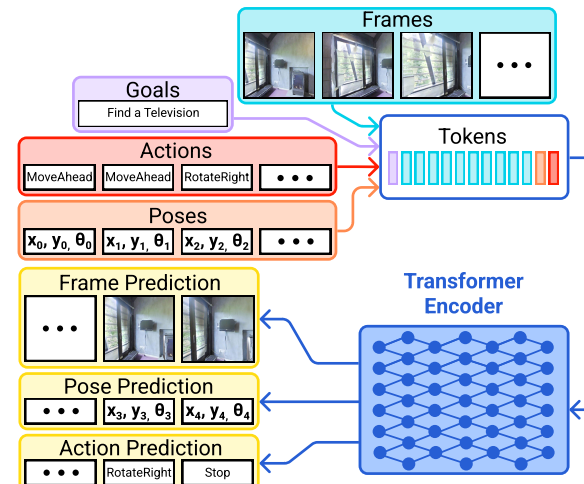 Frames
• • •
Goals
Find a Television
Tokens
Actions
MoveAhead MoveAhead RotateRight • • •
Poses
x₀, y₀, θ₀ x₁, y₁, θ₁ x₂, y₂, θ₂ • • •
Frame Prediction
• • •
Transformer
Encoder
Pose Prediction
• • • x₃, y₃, θ₃ x₄, y₄, θ₄
Action Prediction
• • • RotateRight Stop